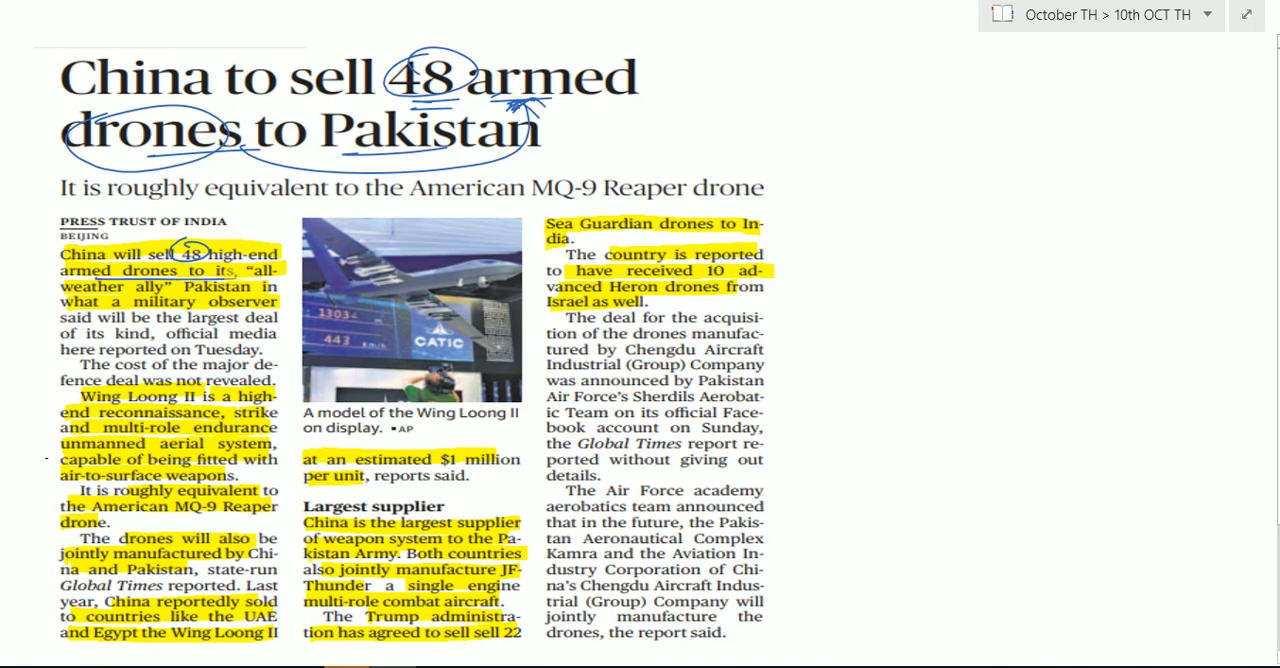 October TH > 10th OCT TH
China to sell 48 armed
drones to Pakistan
It is roughly equivalent to the American MQ-9 Reaper drone
PRESS TRUST OF INDIA
BEIJING
China will sell 48 high-end
armed drones to its, “all-
weather ally” Pakistan in
what a military observer
said will be the largest deal
of its kind, official media
here reported on Tuesday.
The cost of the major de-
fence deal was not revealed.
Wing Loong II is a high-
end reconnaissance, strike
and multi-role endurance
unmanned aerial system,
capable of being fitted with
air-to-surface weapons.
It is roughly equivalent to
the American MQ-9 Reaper
drone.
The drones will also be
jointly manufactured by Chi-
na and Pakistan, state-run
Global Times reported. Last
year, China reportedly sold
to countries like the UAE
and Egypt the Wing Loong II
13034
443
CATIC
A model of the Wing Loong II
on display. ▪AP
at an estimated $1 million
per unit, reports said.
Largest supplier
China is the largest supplier
of weapon system to the Pa-
kistan Army. Both countries
also jointly manufacture JF-
Thunder a single engine
multi-role combat aircraft.
The Trump administra-
tion has agreed to sell sell 22
Sea Guardian drones to In-
dia.
The country is reported
to have received 10 ad-
vanced Heron drones from
Israel as well.
The deal for the acquisi-
tion of the drones manufac-
tured by Chengdu Aircraft
Industrial (Group) Company
was announced by Pakistan
Air Force’s Sherdils Aerobat-
ic Team on its official Face-
book account on Sunday,
the Global Times report re-
ported without giving out
details.
The Air Force academy
aerobatics team announced
that in the future, the Pakis-
tan Aeronautical Complex
Kamra and the Aviation In-
dustry Corporation of Chi-
na’s Chengdu Aircraft Indus-
trial (Group) Company will
jointly manufacture the
drones, the report said.